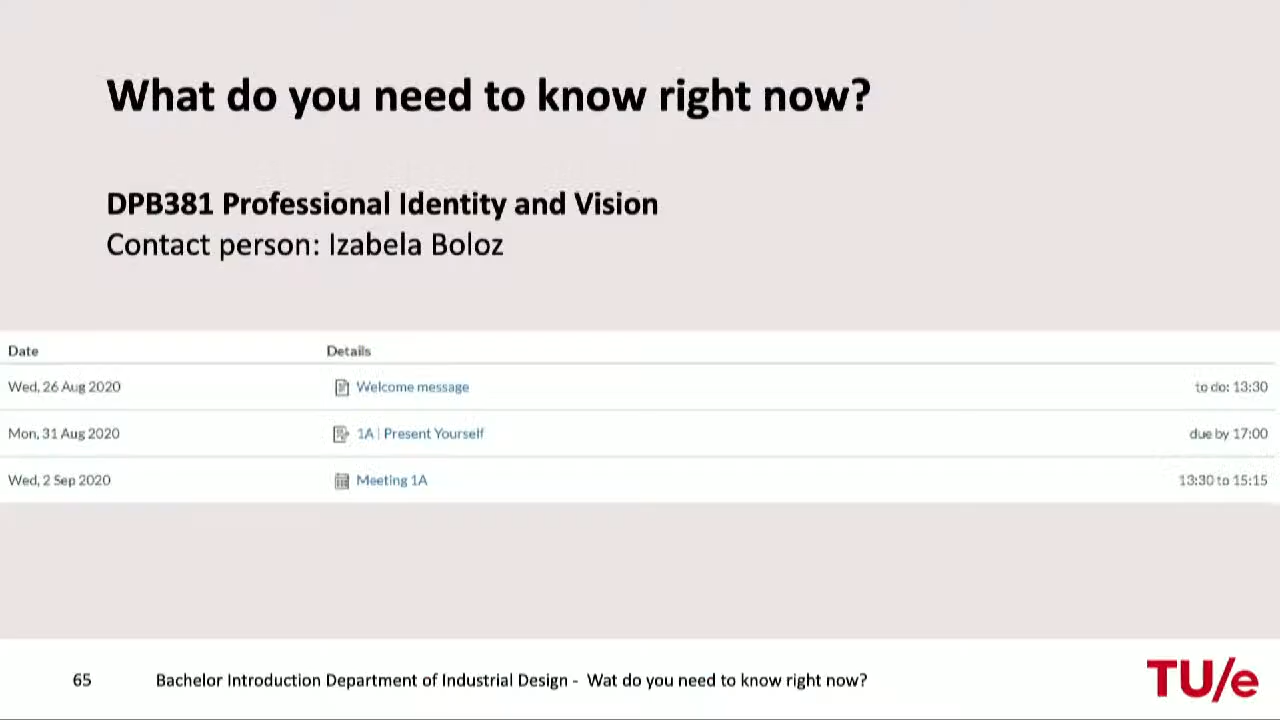 What do you need to know right now?
DPB381 Professional Identity and Vision
Contact person: Izabela Boloz
Date Details
Wed, 26 Aug 2020 Welcome message to do: 13:30
Mon, 31 Aug 2020 1A | Present Yourself due by 17:00
Wed, 2 Sep 2020 Meeting 1A 13:30 to 15:15
65 Bachelor Introduction Department of Industrial Design - Wat do you need to know right now? TU/e